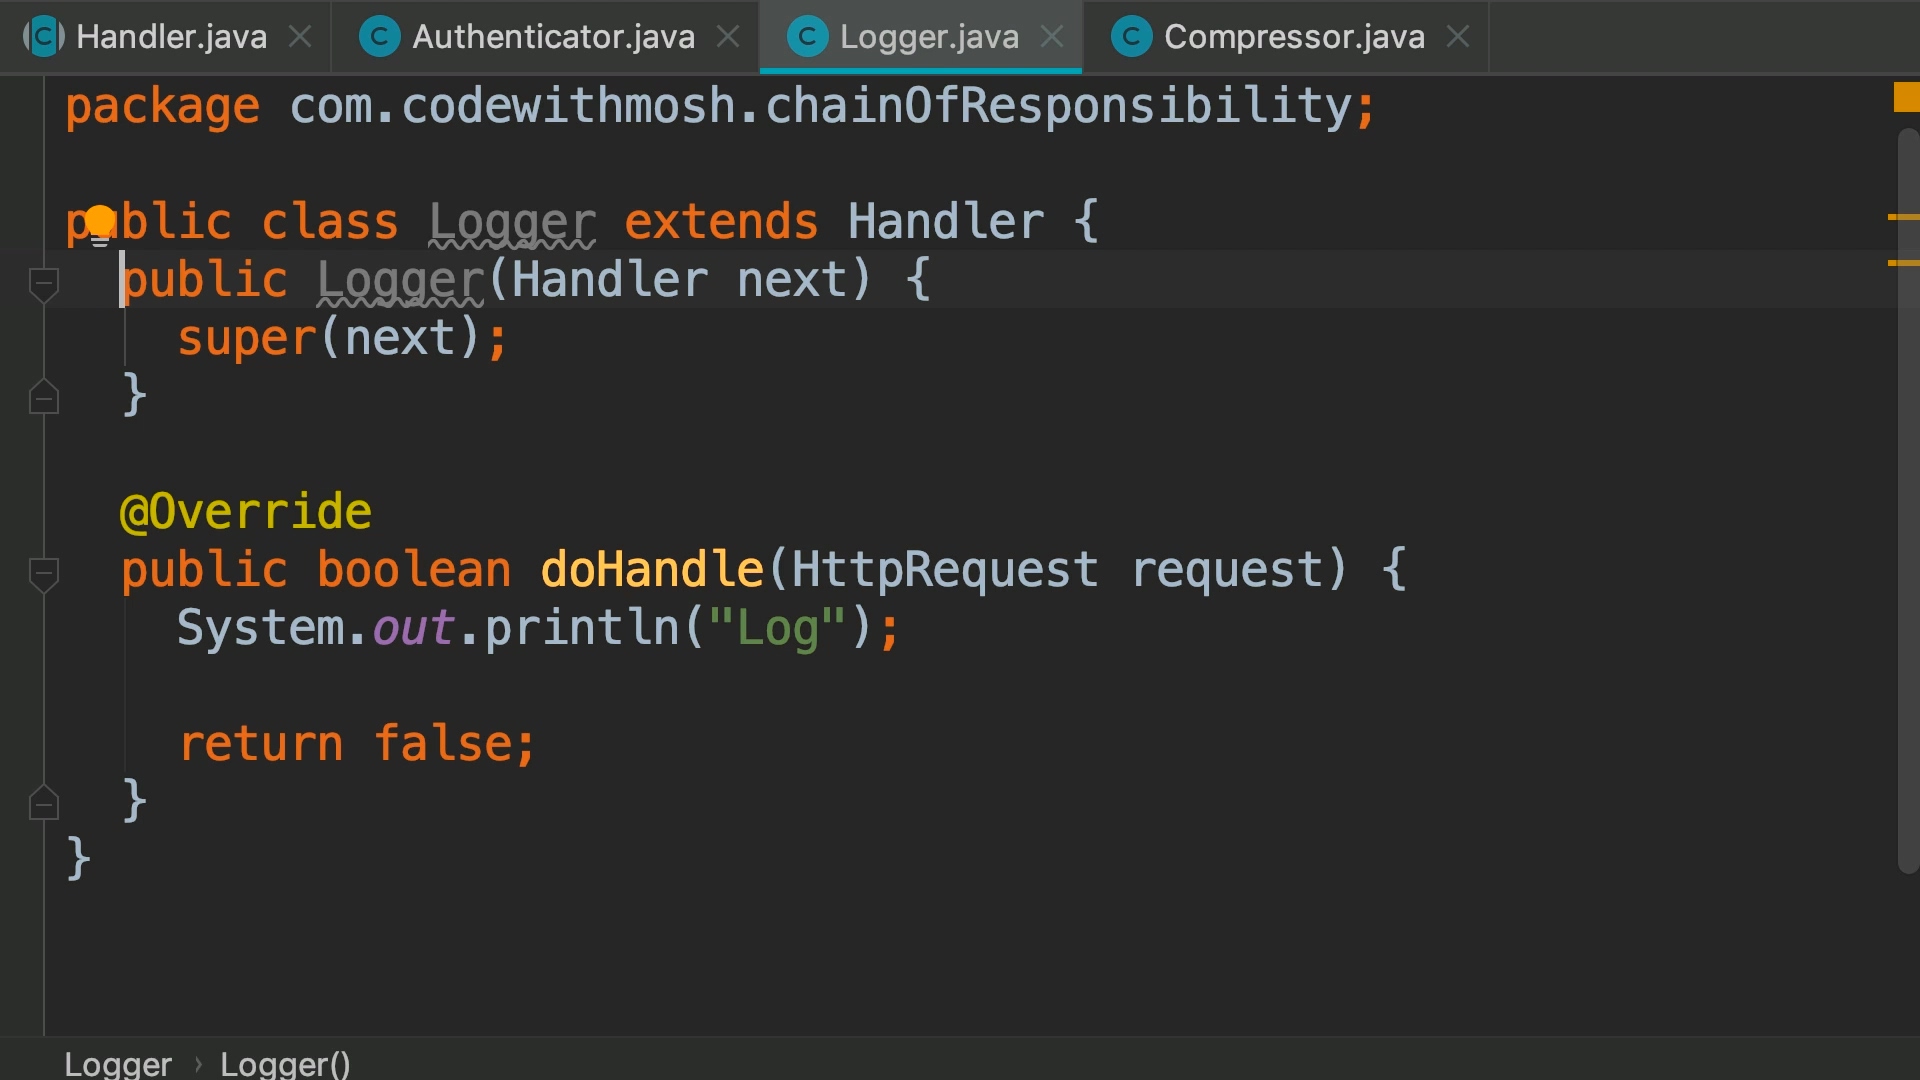 Handler.java Authenticator.java Logger.java Compressor.java
package com.codewithmosh.chainOfResponsibility;
public class Logger extends Handler {
public Logger(Handler next) {
super(next);
}
@Override
public boolean doHandle(HttpRequest request) {
System.out.println("Log");
return false;
}
}
Logger › Logger()